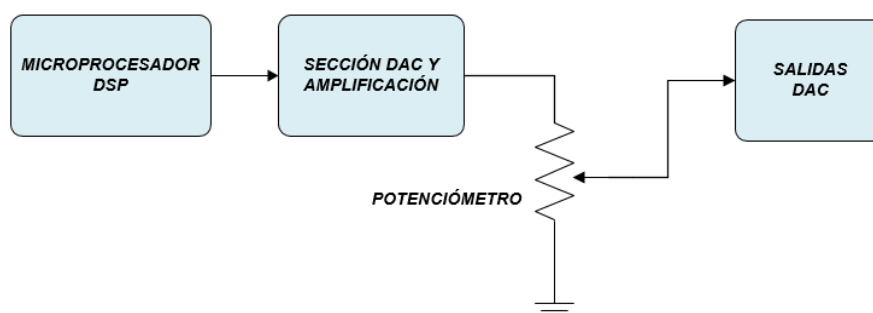 MICROPROCESADOR
DSP
SECCIÓN DAC Y
AMPLIFICACIÓN
SALIDAS
DAC
POTENCIÓMETRO